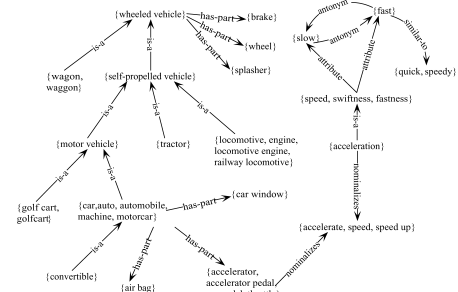 {wheeled vehicle}
has-part
{brake}
has-part
{wheel}
has-part
{splasher}
is-a
is-a
{wagon,
waggon}
{self-propelled vehicle}
antonym
{fast}
{slow}
antonym
similar-to
{quick, speedy}
attribute
attribute
{speed, swiftness, fastness}
is-a
is-a
is-a
{motor vehicle}
{tractor}
{locomotive, engine,
locomotive engine,
railway locomotive}
is-a
{acceleration}
is-a
is-a
nominalizes
{golf cart,
golfcart}
{car,auto, automobile,
machine, motorcar}
has-part
{car window}
{accelerate, speed, speed up}
is-a
has-part
has-part
nominalizes
{convertible}
{air bag}
{accelerator,
accelerator pedal,